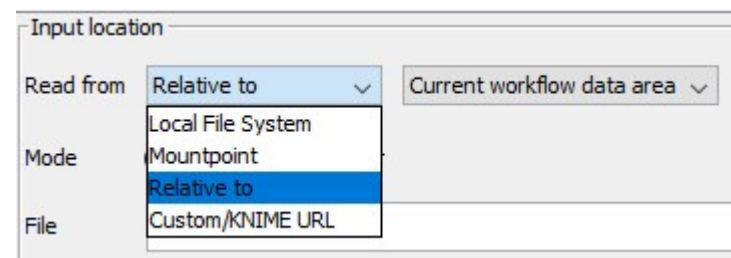 Input location
Read from Relative to Current workflow data area
Local File System
Mode Mountpoint
Relative to
File Custom/KNIME URL